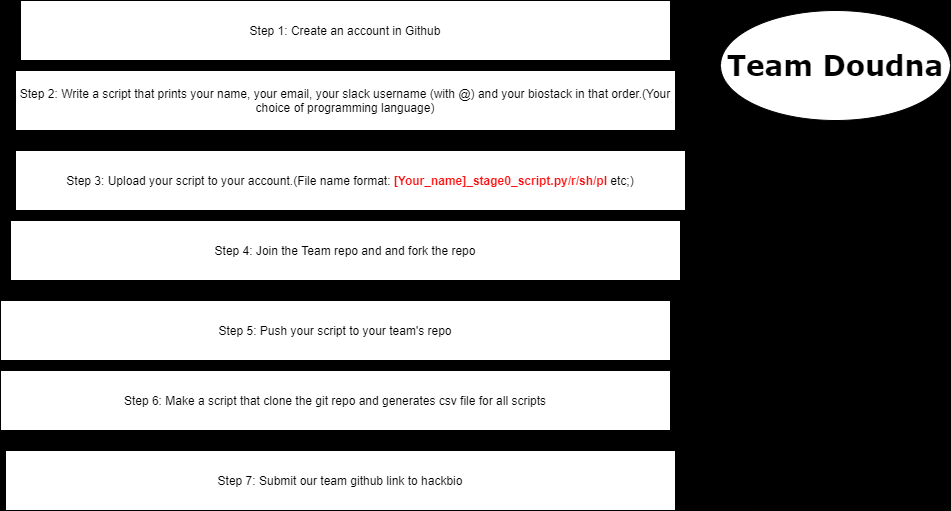 Step 1: Create an account in Github
Team Doudna
Step 2: Write a script that prints your name, your email, your slack username (with @) and your biostack in that order.(Your
choice of programming language)
Step 3: Upload your script to your account.(File name format: [Your_name]_stage0_script.py/r/sh/pl etc;)
Step 4: Join the Team repo and and fork the repo
Step 5: Push your script to your team's repo
Step 6: Make a script that clone the git repo and generates csv file for all scripts
Step 7: Submit our team github link to hackbio